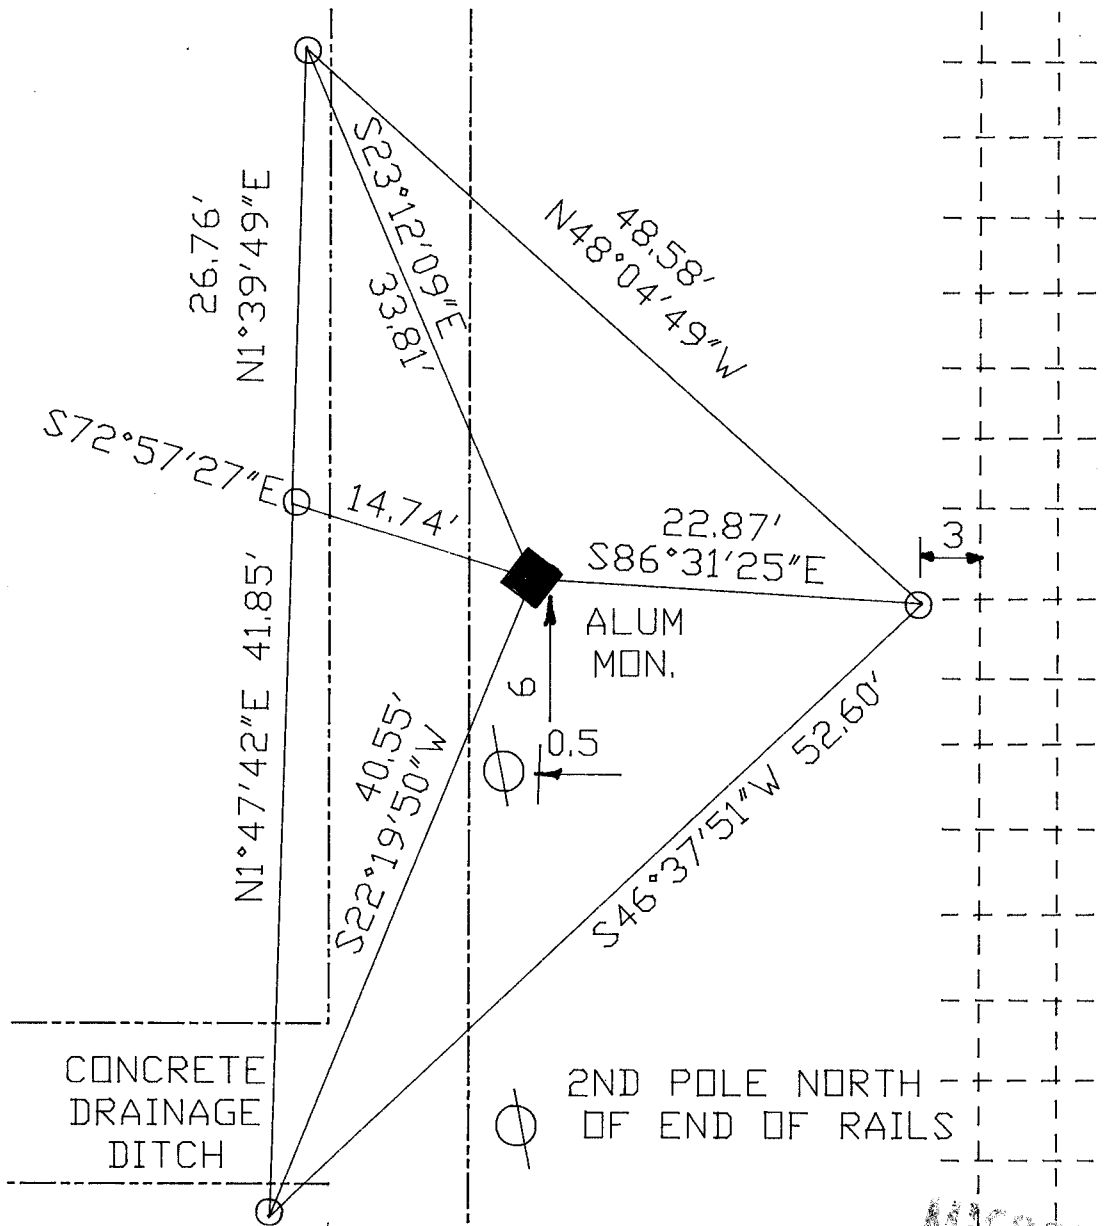 26.76'
N1°39'49"E
S23°12'09"E
33.81'
48.58'
N48°04'49"W
S72°57'27"E
14.74'
22.87'
S86°31'25"E
3
ALUM
MON.
6
0.5
N1°47'42"E 41.85'
40.55'
S22°19'50"W
S46°37'51"W 52.60'
CONCRETE
DRAINAGE
DITCH
2ND POLE NORTH
OF END OF RAILS